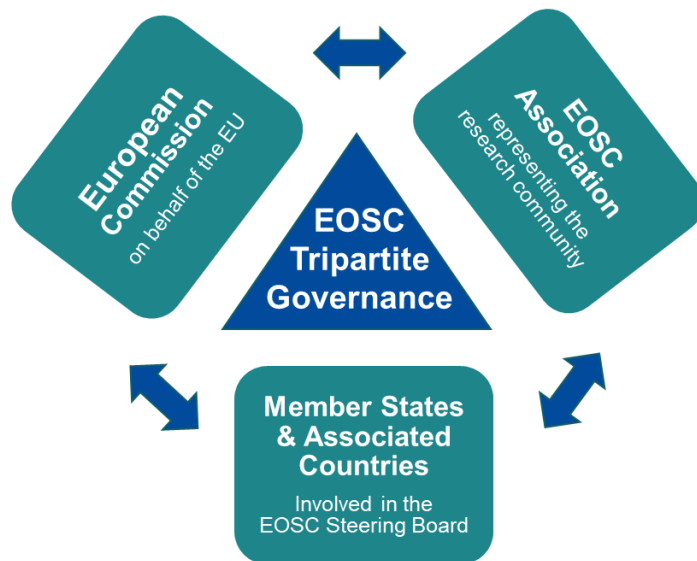 European
Commission
on behalf of the EU
EOSC
Association
representing the
research community
EOSC
Tripartite
Governance
Member States
& Associated
Countries
Involved in the
EOSC Steering Board